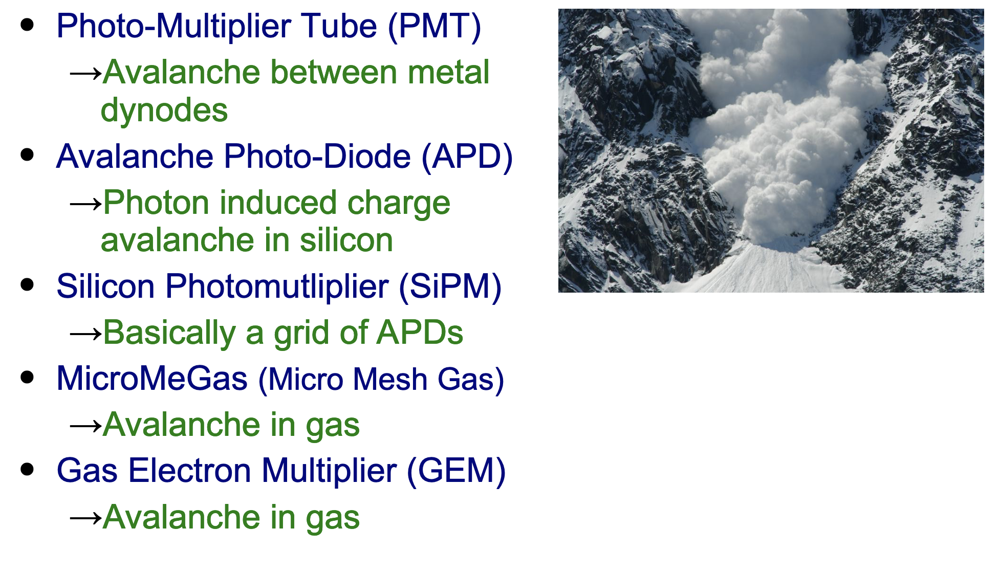 • Photo-Multiplier Tube (PMT)
→Avalanche between metal
dynodes
• Avalanche Photo-Diode (APD)
→Photon induced charge
avalanche in silicon
• Silicon Photomutliplier (SiPM)
→Basically a grid of APDs
• MicroMeGas (Micro Mesh Gas)
→Avalanche in gas
• Gas Electron Multiplier (GEM)
→Avalanche in gas